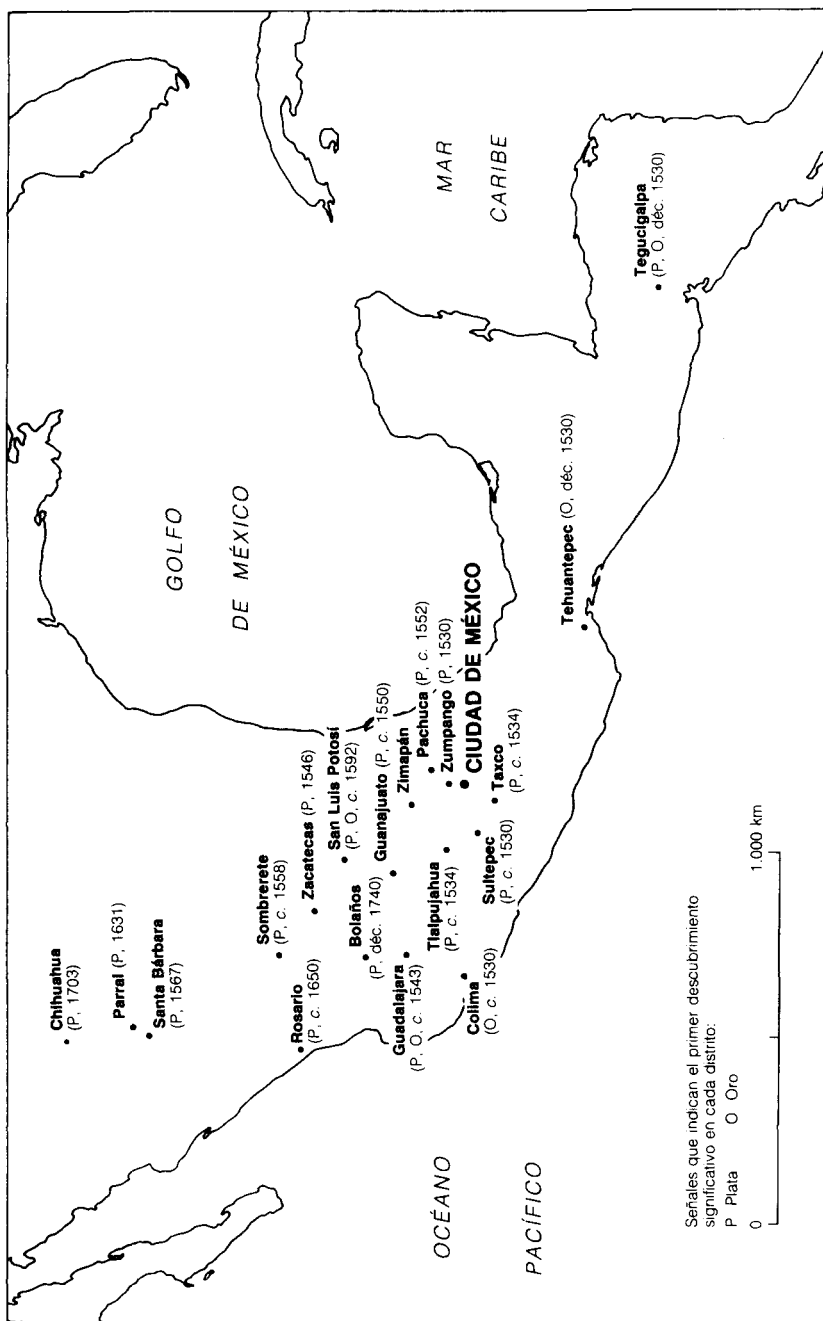 Chihuahua
(P, 1703)
Parral (P, 1631)
Santa Bárbara
(P, 1567)
GOLFO
DE MÉXICO
Sombrerete
(P, c. 1558)
Rosario
(P, c. 1650)
Zacatecas (P, 1546)
San Luis Potosí
(P, O, c. 1592)
Bolaños
(P, déc. 1740)
Guanajuato (P, c. 1550)
Guadalajara
(P, O, c. 1543)
Zimapán
Pachuca (P, c. 1552)
Zumpango (P, 1530)
Tlalpujahua
(P, c. 1534)
CIUDAD DE MÉXICO
Colima
(O, c. 1530)
Sultepec
(P, c. 1530)
Taxco
(P, c. 1534)
Tehuantepec (O, déc. 1530)
Tegucigalpa
(P, O, déc. 1530)
MAR
CARIBE
OCÉANO
PACÍFICO
Señales que indican el primer descubrimiento
significativo en cada distrito:
P Plata O Oro
0 1.000 km